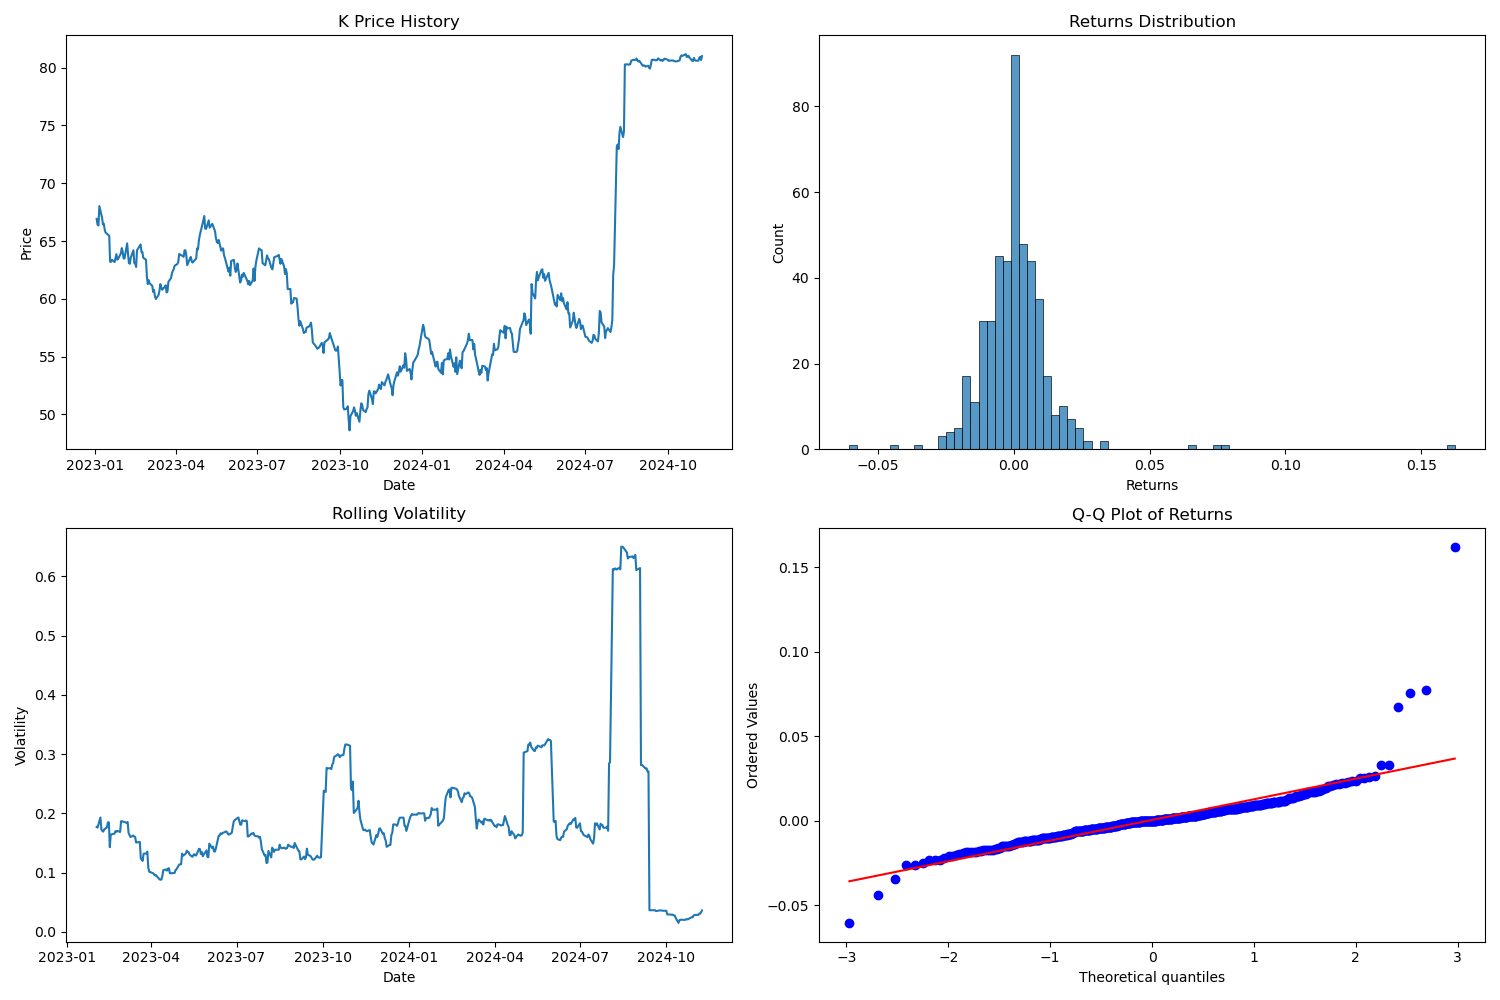 K Price History
Price
80
75
70
65
60
55
50
2023-01 2023-04 2023-07 2023-10 2024-01 2024-04 2024-07 2024-10
Date
Returns Distribution
Count
80
60
40
20
0
−0.05 0.00 0.05 0.10 0.15
Returns
Rolling Volatility
Volatility
0.6
0.5
0.4
0.3
0.2
0.1
0.0
2023-01 2023-04 2023-07 2023-10 2024-01 2024-04 2024-07 2024-10
Date
Q-Q Plot of Returns
Ordered Values
0.15
0.10
0.05
0.00
−0.05
−3 −2 −1 0 1 2 3
Theoretical quantiles